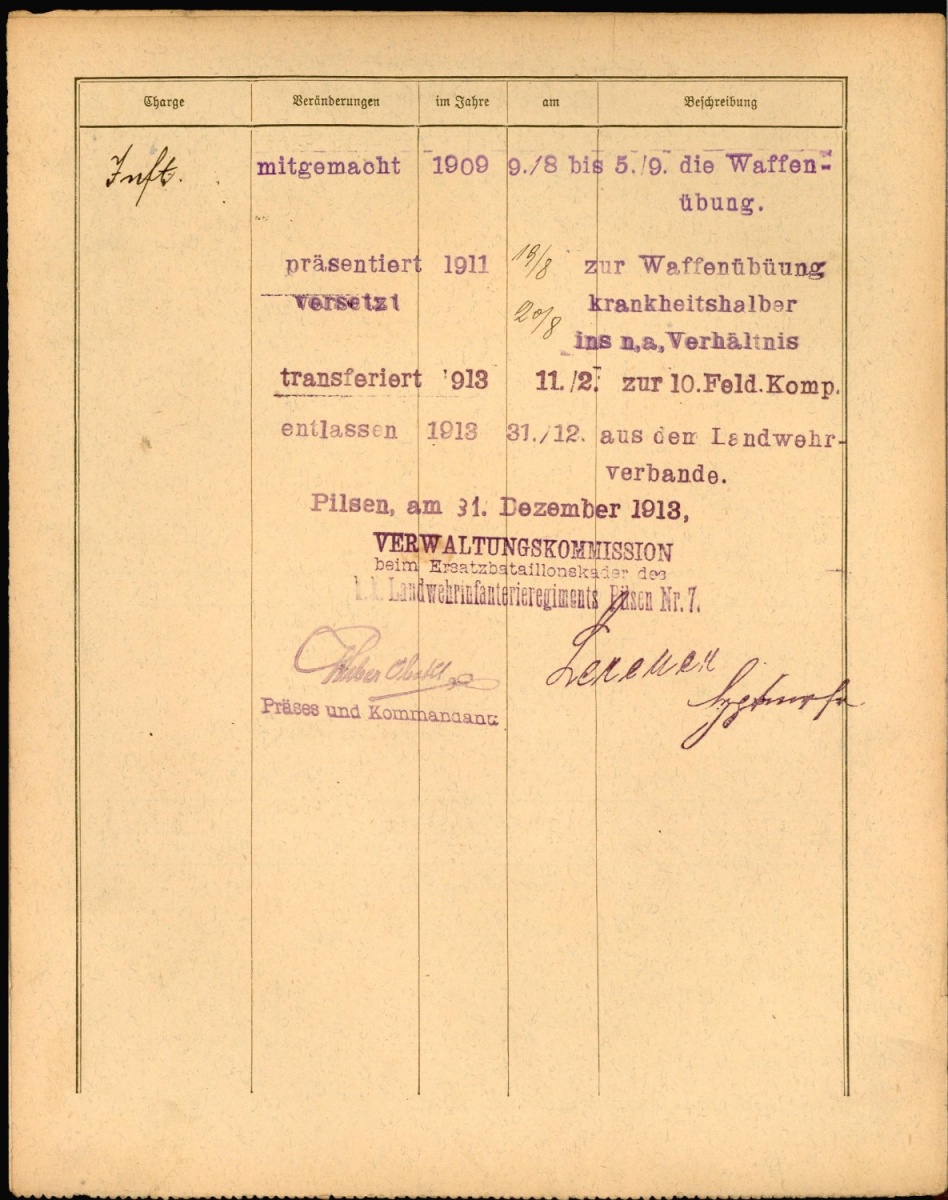 Charge Veränderungen im Jahre am Beschreibung
Inft. mitgemacht 1909 9./8 bis 5./9. die Waffen-
übung.
präsentiert 1911 19/8 zur Waffenübüung
versetzt 20/8 krankheitshalber
ins n.a. Verhältnis
transferiert 913 11./2. zur 10.Feld.Komp.
entlassen 1913 31./12. aus dem Landwehr-
verbande.
Pilsen, am 31. Dezember 1913,
VERWALTUNGSKOMMISSION
beim Ersatzbataillonskader des
k.k. Landwehrinfanterieregiments Pilsen Nr. 7.
Präses und Kommandant